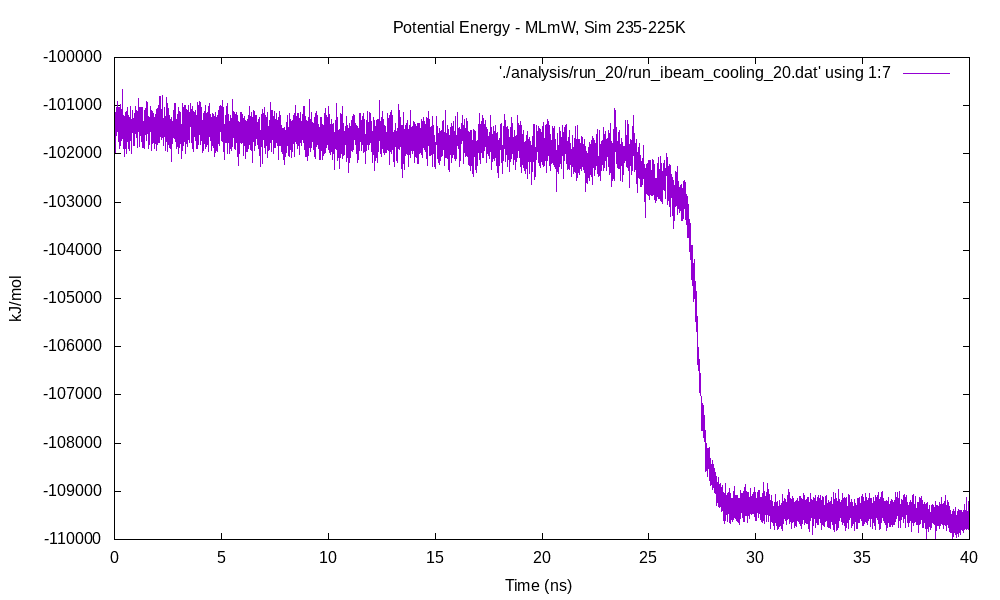 Potential Energy - MLmW, Sim 235-225K
'./analysis/run_20/run_ibeam_cooling_20.dat' using 1:7
-100000
-101000
-102000
-103000
-104000
-105000
-106000
-107000
-108000
-109000
-110000
kJ/mol
0 5 10 15 20 25 30 35 40
Time (ns)